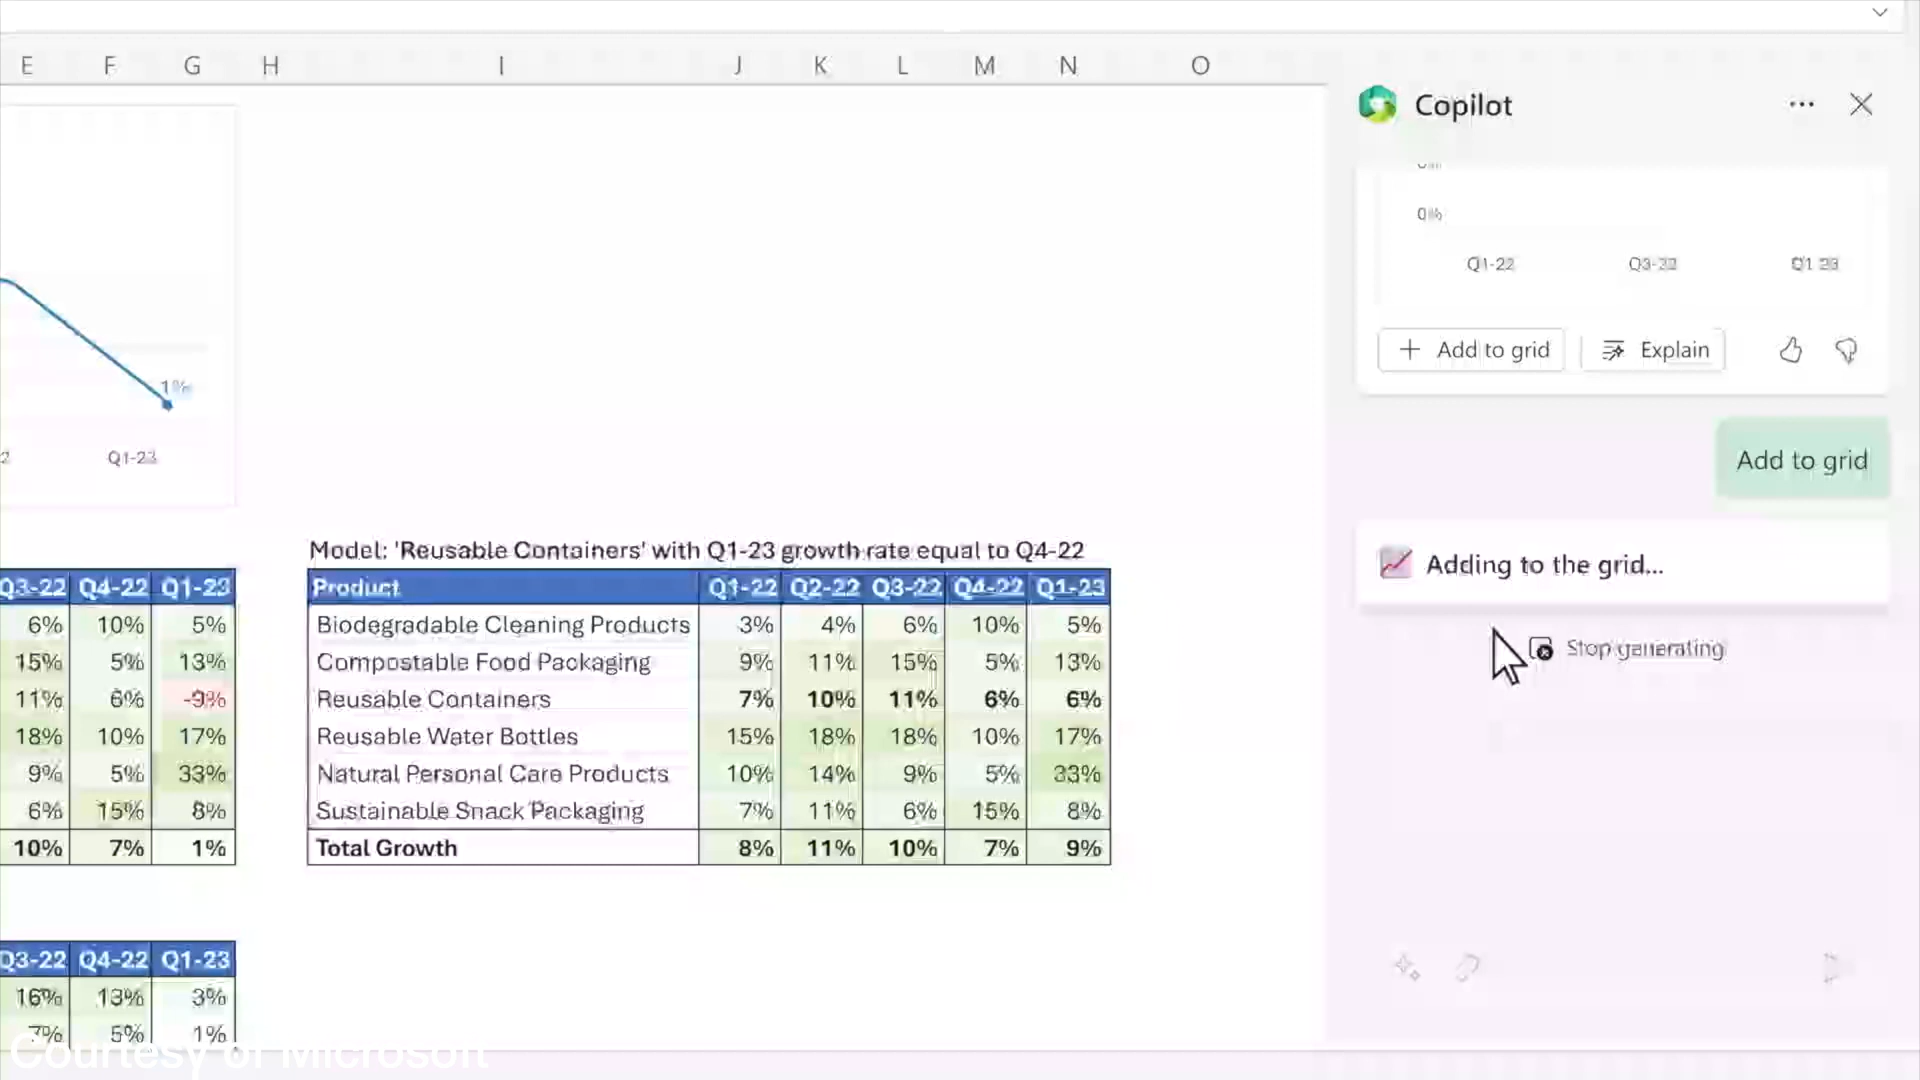 E F G H I J K L M N O
Copilot
0%
Q1-22 Q3-22 Q1-23
Add to grid Explain
Add to grid
Adding to the grid...
Stop generating
1%
Q1-23
Model: 'Reusable Containers' with Q1-23 growth rate equal to Q4-22
Q3-22 Q4-22 Q1-23 Product Q1-22 Q2-22 Q3-22 Q4-22 Q1-23
6% 10% 5% Biodegradable Cleaning Products 3% 4% 6% 10% 5%
15% 5% 13% Compostable Food Packaging 9% 11% 15% 5% 13%
11% 6% -9% Reusable Containers 7% 10% 11% 6% 6%
18% 10% 17% Reusable Water Bottles 15% 18% 18% 10% 17%
9% 5% 33% Natural Personal Care Products 10% 14% 9% 5% 33%
6% 15% 8% Sustainable Snack Packaging 7% 11% 6% 15% 8%
10% 7% 1% Total Growth 8% 11% 10% 7% 9%
Q3-22 Q4-22 Q1-23
16% 13% 3%
7% 5% 1%
Courtesy of Microsoft